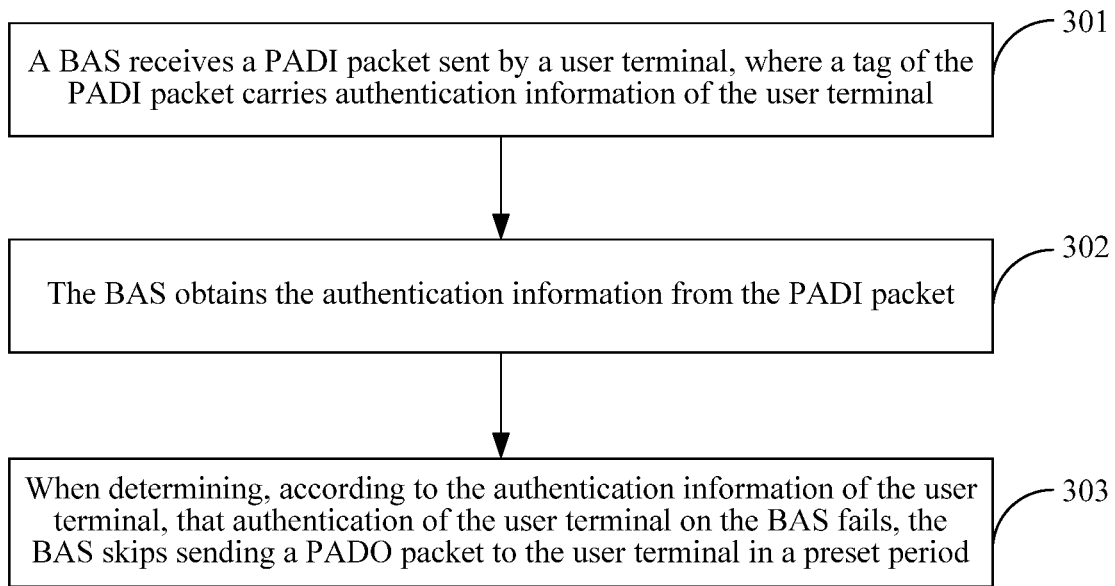 301
A BAS receives a PADI packet sent by a user terminal, where a tag of the
PADI packet carries authentication information of the user terminal
302
The BAS obtains the authentication information from the PADI packet
303
When determining, according to the authentication information of the user
terminal, that authentication of the user terminal on the BAS fails, the
BAS skips sending a PADO packet to the user terminal in a preset period